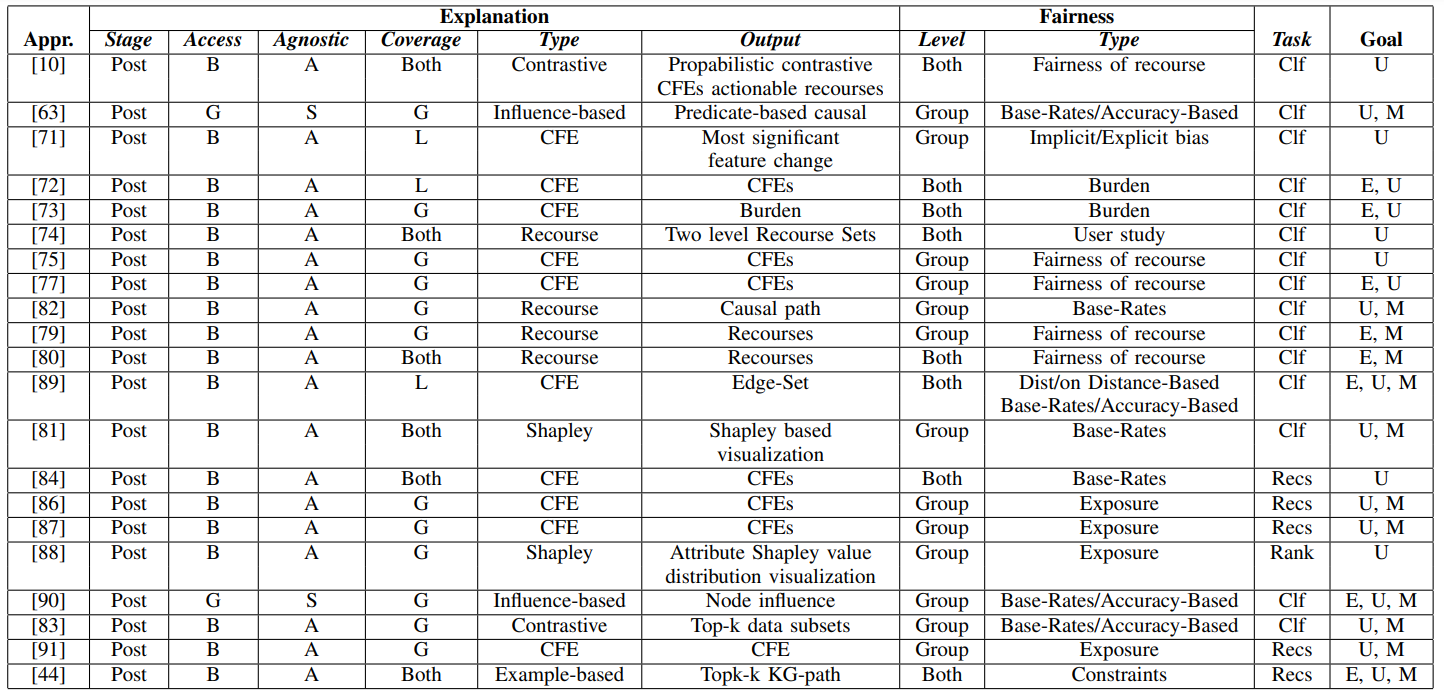 Explanation Fairness
Appr. Stage Access Agnostic Coverage Type Output Level Type Task Goal
[10] Post B A Both Contrastive Propabilistic contrastive Both Fairness of recourse Clf U
CFEs actionable recourses
[63] Post G S G Influence-based Predicate-based causal Group Base-Rates/Accuracy-Based Clf U, M
[71] Post B A L CFE Most significant Group Implicit/Explicit bias Clf U
feature change
[72] Post B A L CFE CFEs Both Burden Clf E, U
[73] Post B A G CFE Burden Both Burden Clf E, U
[74] Post B A Both Recourse Two level Recourse Sets Both User study Clf U
[75] Post B A G CFE CFEs Group Fairness of recourse Clf U
[77] Post B A G CFE CFEs Group Fairness of recourse Clf E, U
[82] Post B A G Recourse Causal path Group Base-Rates Clf U, M
[79] Post B A G Recourse Recourses Group Fairness of recourse Clf E, M
[80] Post B A Both Recourse Recourses Both Fairness of recourse Clf E, M
[89] Post B A L CFE Edge-Set Both Dist/on Distance-Based Clf E, U, M
Base-Rates/Accuracy-Based
[81] Post B A Both Shapley Shapley based Group Base-Rates Clf U, M
visualization
[84] Post B A Both CFE CFEs Both Base-Rates Recs U
[86] Post B A G CFE CFEs Group Exposure Recs U, M
[87] Post B A G CFE CFEs Group Exposure Recs U, M
[88] Post B A G Shapley Attribute Shapley value Group Exposure Rank U
distribution visualization
[90] Post G S G Influence-based Node influence Group Base-Rates/Accuracy-Based Clf E, U, M
[83] Post B A G Contrastive Top-k data subsets Group Base-Rates/Accuracy-Based Clf U, M
[91] Post B A G CFE CFE Group Exposure Recs U, M
[44] Post B A Both Example-based Topk-k KG-path Both Constraints Recs E, U, M